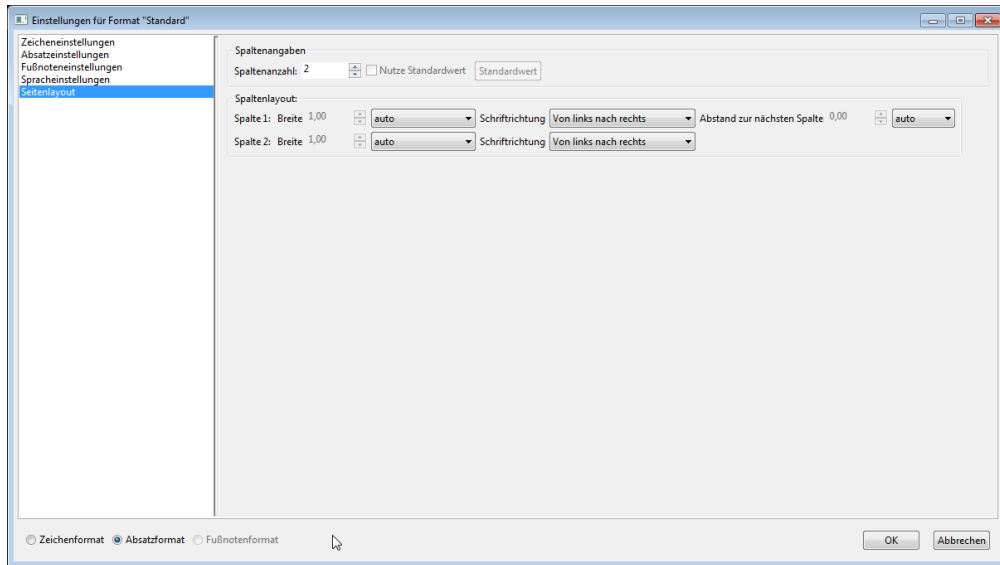 Einstellungen für Format "Standard"
Zeicheneinstellungen
Absatzeinstellungen
Fußnoteneinstellungen
Spracheinstellungen
Seitenlayout
Spaltenangaben
Spaltenanzahl: 2 Nutze Standardwert Standardwert
Spaltenlayout:
Spalte 1: Breite 1,00 auto Schriftrichtung Von links nach rechts Abstand zur nächsten Spalte 0,00 auto
Spalte 2: Breite 1,00 auto Schriftrichtung Von links nach rechts
Zeichenformat Absatzformat Fußnotenformat OK Abbrechen